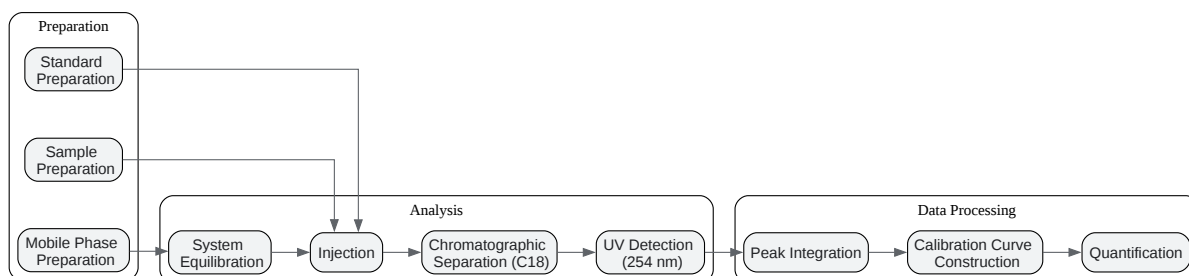 Preparation
Standard
Preparation
Sample
Preparation
Mobile Phase
Preparation
Analysis
System
Equilibration
Injection
Chromatographic
Separation (C18)
UV Detection
(254 nm)
Data Processing
Peak Integration
Calibration Curve
Construction
Quantification